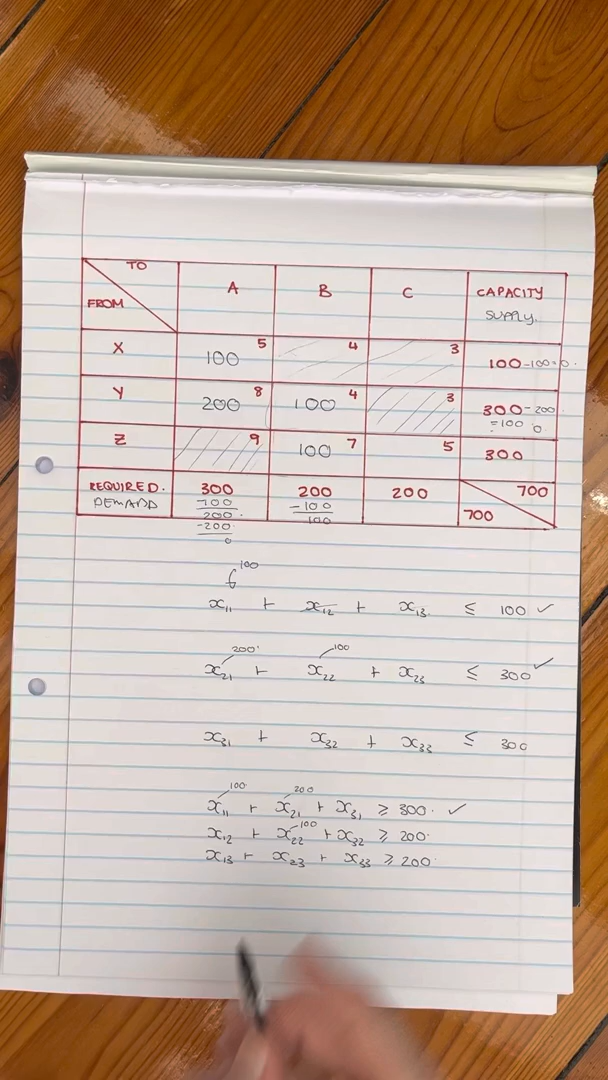 TO
FROM
A
B
C
CAPACITY
SUPPLY.
X
100 5
4
3
100-100=0.
Y
200 8
100 4
3
300-200
=100 0
Z
9
100 7
5
300
REQUIRED.
DEMAND
300
100
200.
-200
0
200
-100
100
200
700
700
100
x₁₁ + x₁₂ + x₁₃ ≤ 100 ✓
200 100
x₂₁ + x₂₂ + x₂₃ ≤ 300 ✓
x₃₁ + x₃₂ + x₃₃ ≤ 300
100 200
x₁₁ + x₂₁ + x₃₁ ≥ 300. ✓
100
x₁₂ + x₂₂ + x₃₂ ≥ 200.
x₁₃ + x₂₃ + x₃₃ ≥ 200.